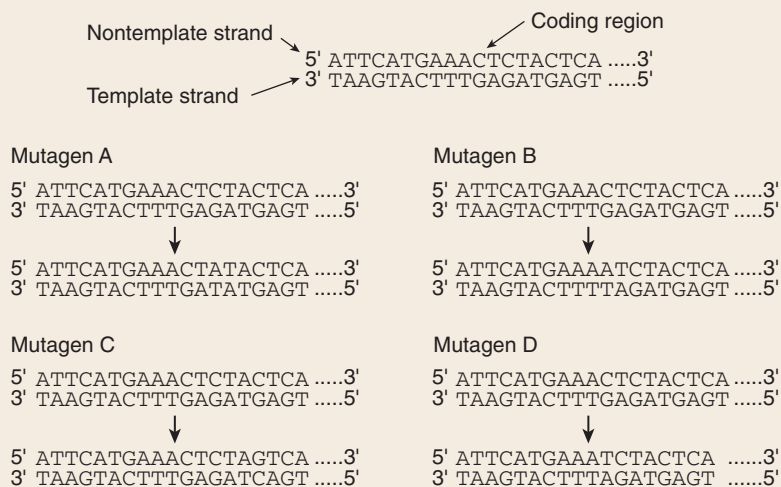 Coding region
Nontemplate strand
5' ATTCATGAAACTCTACTCA .....3'
3' TAAGTACTTTGAGATGAGT .....5'
Template strand
Mutagen A
5' ATTCATGAAACTCTACTCA .....3'
3' TAAGTACTTTGAGATGAGT .....5'
5' ATTCATGAAACTATACTCA .....3'
3' TAAGTACTTTGATATGAGT .....5'
Mutagen B
5' ATTCATGAAACTCTACTCA .....3'
3' TAAGTACTTTGAGATGAGT .....5'
5' ATTCATGAAAATCTACTCA .....3'
3' TAAGTACTTTTAGATGAGT .....5'
Mutagen C
5' ATTCATGAAACTCTACTCA .....3'
3' TAAGTACTTTGAGATGAGT .....5'
5' ATTCATGAAACTCTAGTCA .....3'
3' TAAGTACTTTGAGATCAGT .....5'
Mutagen D
5' ATTCATGAAACTCTACTCA .....3'
3' TAAGTACTTTGAGATGAGT .....5'
5' ATTCATGAAATCTACTCA ......3'
3' TAAGTACTTTAGATGAGT ......5'